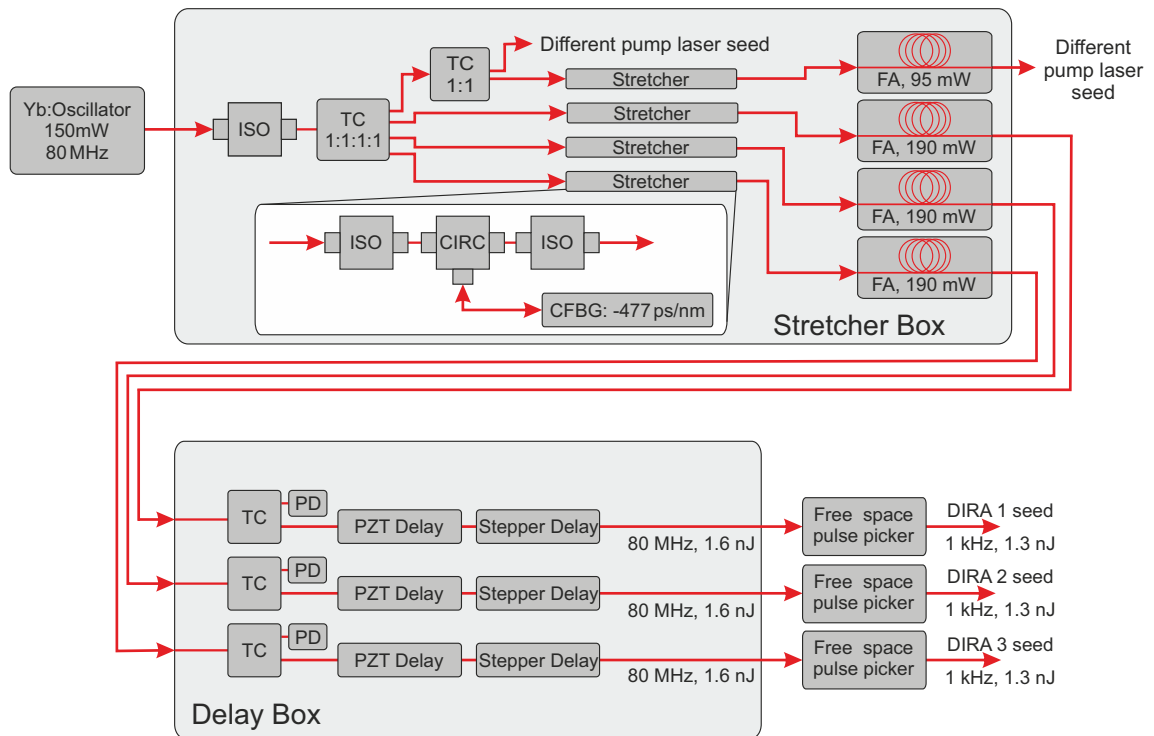 Different pump laser seed
TC
1:1
Stretcher
FA, 95 mW
Different
pump laser
seed
Yb:Oscillator
150mW
80 MHz
ISO
TC
1:1:1:1
Stretcher
FA, 190 mW
Stretcher
FA, 190 mW
Stretcher
FA, 190 mW
ISO
CIRC
ISO
CFBG: -477 ps/nm
Stretcher Box
TC
PD
PZT Delay
Stepper Delay
80 MHz, 1.6 nJ
Free space
pulse picker
DIRA 1 seed
1 kHz, 1.3 nJ
TC
PD
PZT Delay
Stepper Delay
80 MHz, 1.6 nJ
Free space
pulse picker
DIRA 2 seed
1 kHz, 1.3 nJ
TC
PD
PZT Delay
Stepper Delay
80 MHz, 1.6 nJ
Free space
pulse picker
DIRA 3 seed
1 kHz, 1.3 nJ
Delay Box